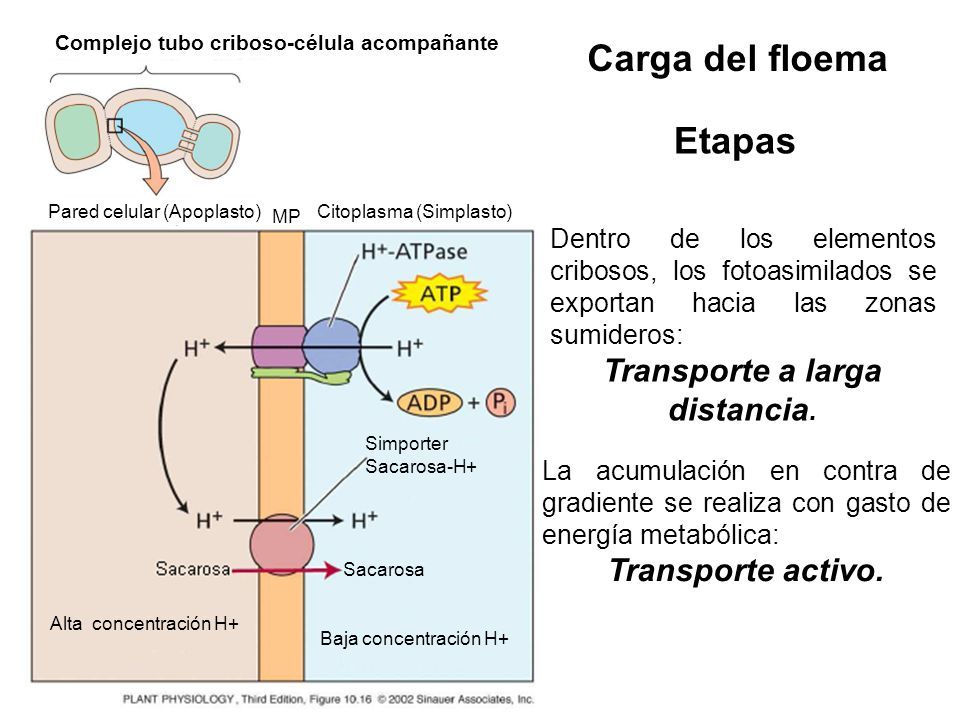 Complejo tubo criboso-célula acompañante
Carga del floema
Etapas
Pared celular (Apoplasto)
MP
Citoplasma (Simplasto)
H+-ATPase
ATP
H+
H+
ADP + Pi
Simporter
Sacarosa-H+
H+
H+
Sacarosa
Sacarosa
Alta concentración H+
Baja concentración H+
Dentro de los elementos
cribosos, los fotoasimilados se
exportan hacia las zonas
sumideros:
Transporte a larga
distancia.
La acumulación en contra de
gradiente se realiza con gasto de
energía metabólica:
Transporte activo.
PLANT PHYSIOLOGY, Third Edition, Figure 10.16 © 2002 Sinauer Associates, Inc.